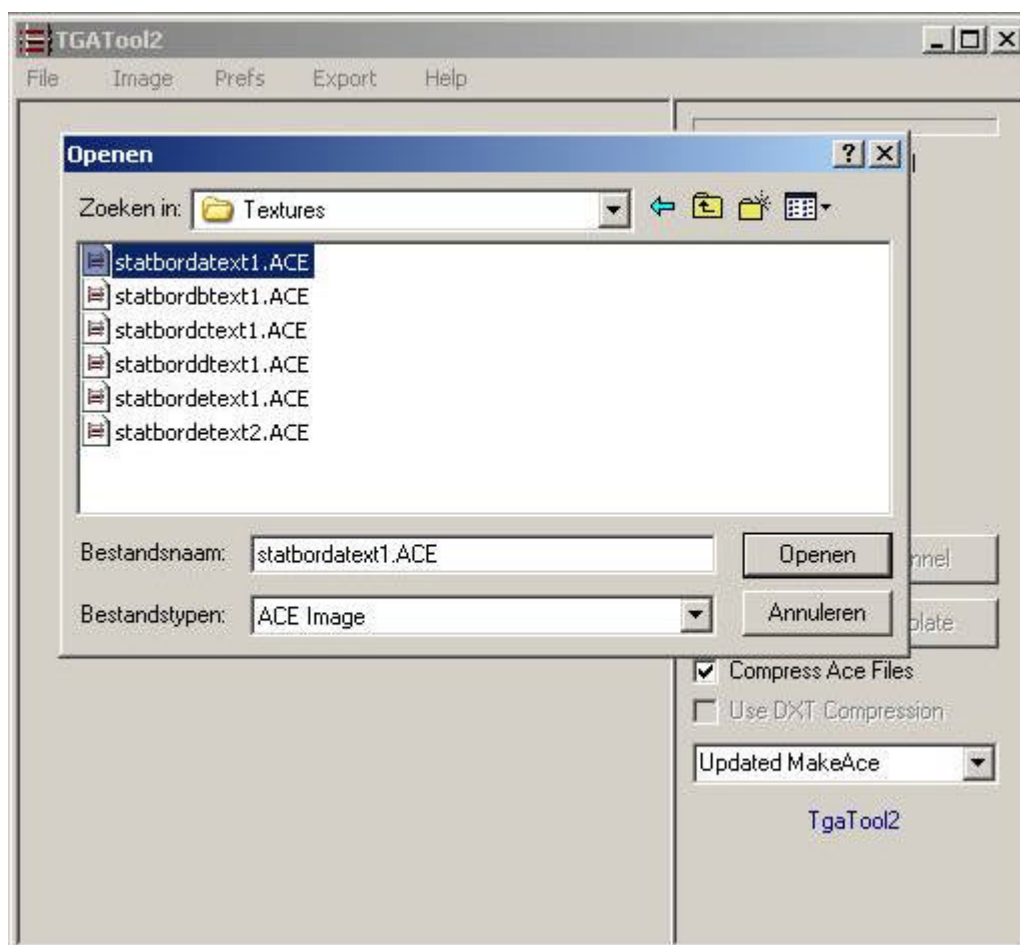 TGATool2
File Image Prefs Export Help
Openen
Zoeken in: Textures
statbordatext1.ACE
statbordbtext1.ACE
statbordctext1.ACE
statborddtext1.ACE
statbordetext1.ACE
statbordetext2.ACE
Bestandsnaam: statbordatext1.ACE Openen
Bestandstypen: ACE Image Annuleren
Compress Ace Files
Use DXT Compression
Updated MakeAce
TgaTool2